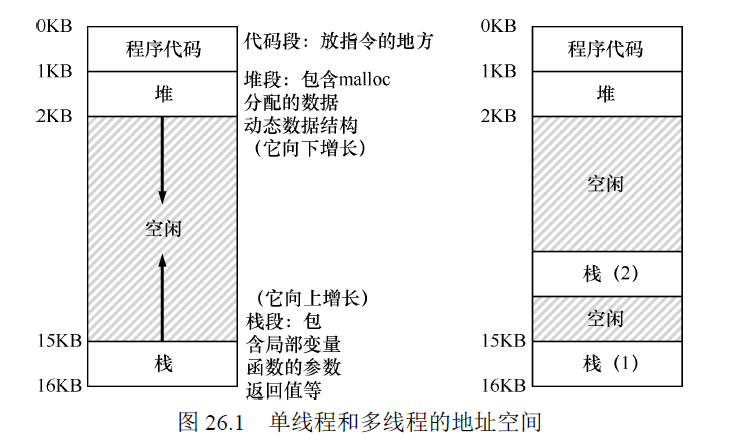 0KB
程序代码
代码段：放指令的地方
1KB
堆
堆段：包含malloc
分配的数据
动态数据结构
（它向下增长）
2KB
空闲
（它向上增长）
栈段：包
含局部变量
函数的参数
返回值等
15KB
栈
16KB
0KB
程序代码
1KB
堆
2KB
空闲
栈（2）
空闲
15KB
栈（1）
16KB
图 26.1 单线程和多线程的地址空间